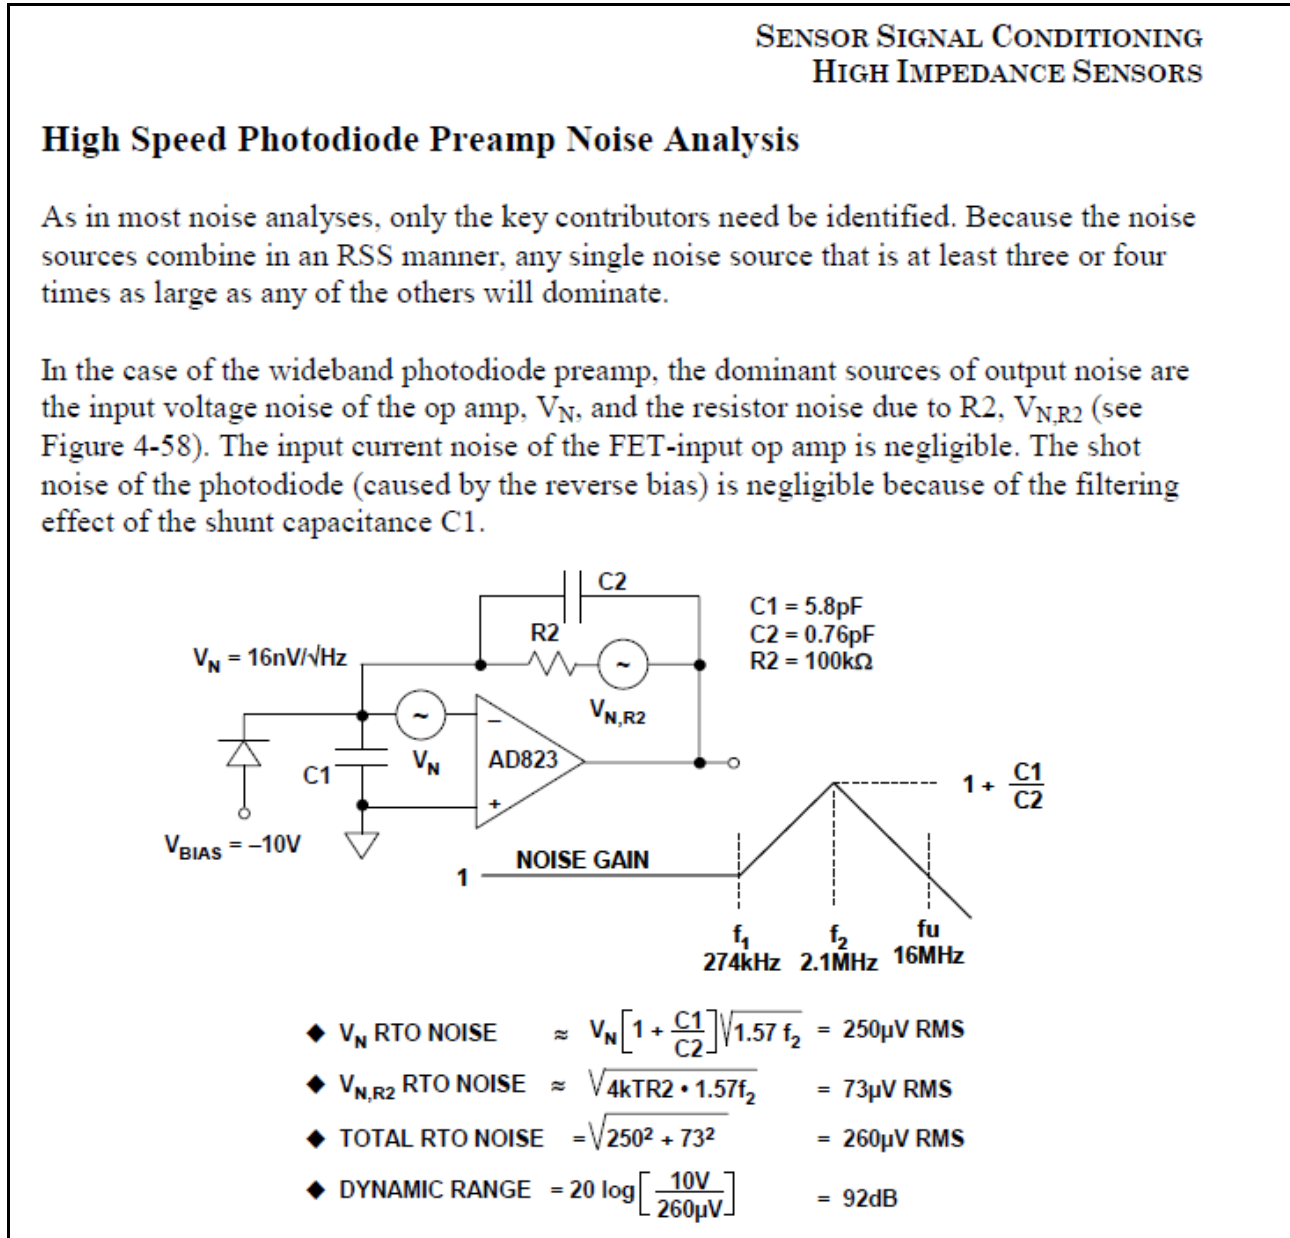 SENSOR SIGNAL CONDITIONING
HIGH IMPEDANCE SENSORS
High Speed Photodiode Preamp Noise Analysis
As in most noise analyses, only the key contributors need be identified. Because the noise
sources combine in an RSS manner, any single noise source that is at least three or four
times as large as any of the others will dominate.
In the case of the wideband photodiode preamp, the dominant sources of output noise are
the input voltage noise of the op amp, VN, and the resistor noise due to R2, VN,R2 (see
Figure 4-58). The input current noise of the FET-input op amp is negligible. The shot
noise of the photodiode (caused by the reverse bias) is negligible because of the filtering
effect of the shunt capacitance C1.
C2
C1 = 5.8pF
C2 = 0.76pF
R2 = 100kΩ
R2
VN = 16nV/√Hz
~
VN,R2
~
VN
–
AD823
+
C1
VBIAS = –10V
1 + C1/C2
NOISE GAIN
1
f1
274kHz
f2
2.1MHz
fu
16MHz
◆ VN RTO NOISE ≈ VN[1 + C1/C2]√1.57 f2 = 250µV RMS
◆ VN,R2 RTO NOISE ≈ √4kTR2 • 1.57f2 = 73µV RMS
◆ TOTAL RTO NOISE = √250² + 73² = 260µV RMS
◆ DYNAMIC RANGE = 20 log[10V/260µV] = 92dB